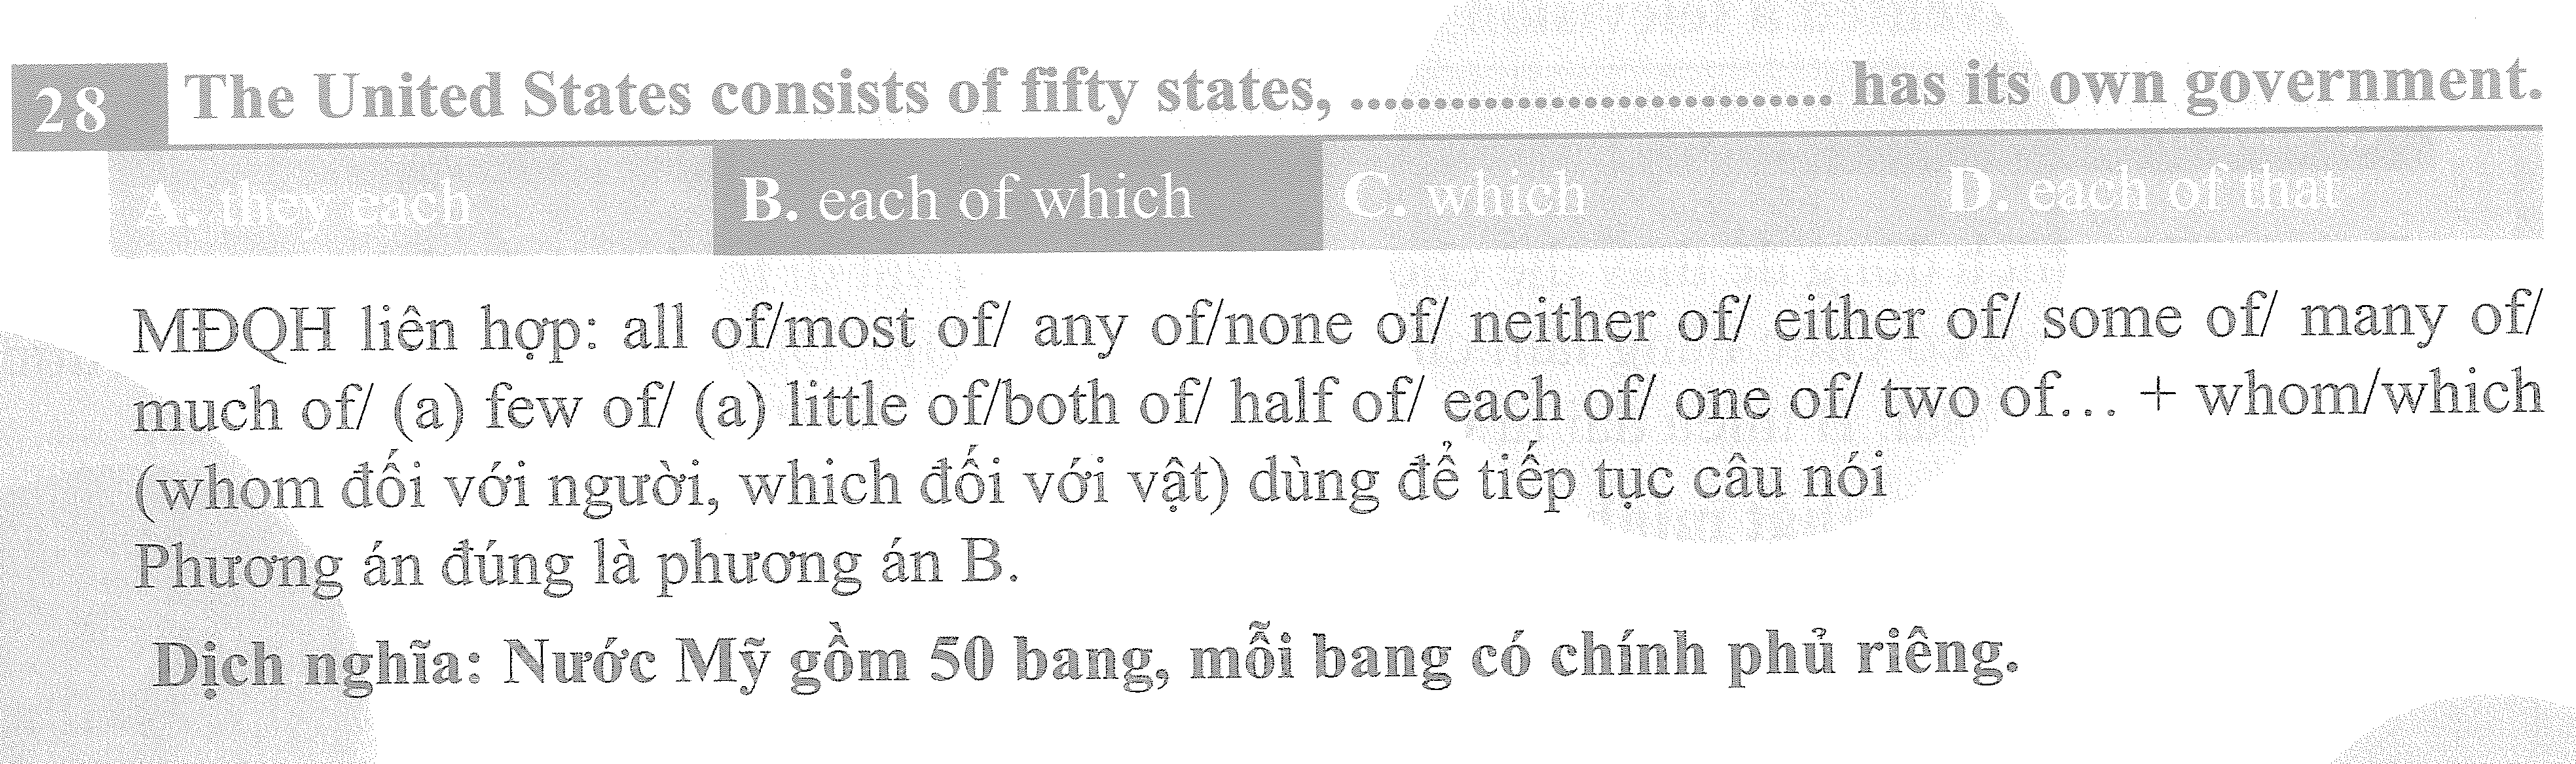 28 The United States consists of fifty states, ............................ has its own government.
A. they each B. each of which C. which D. each of that
MĐQH liên hợp: all of/most of/ any of/none of/ neither of/ either of/ some of/ many of/
much of/ (a) few of/ (a) little of/both of/ half of/ each of/ one of/ two of… + whom/which
(whom đối với người, which đối với vật) dùng để tiếp tục câu nói
Phương án đúng là phương án B.
Dịch nghĩa: Nước Mỹ gồm 50 bang, mỗi bang có chính phủ riêng.